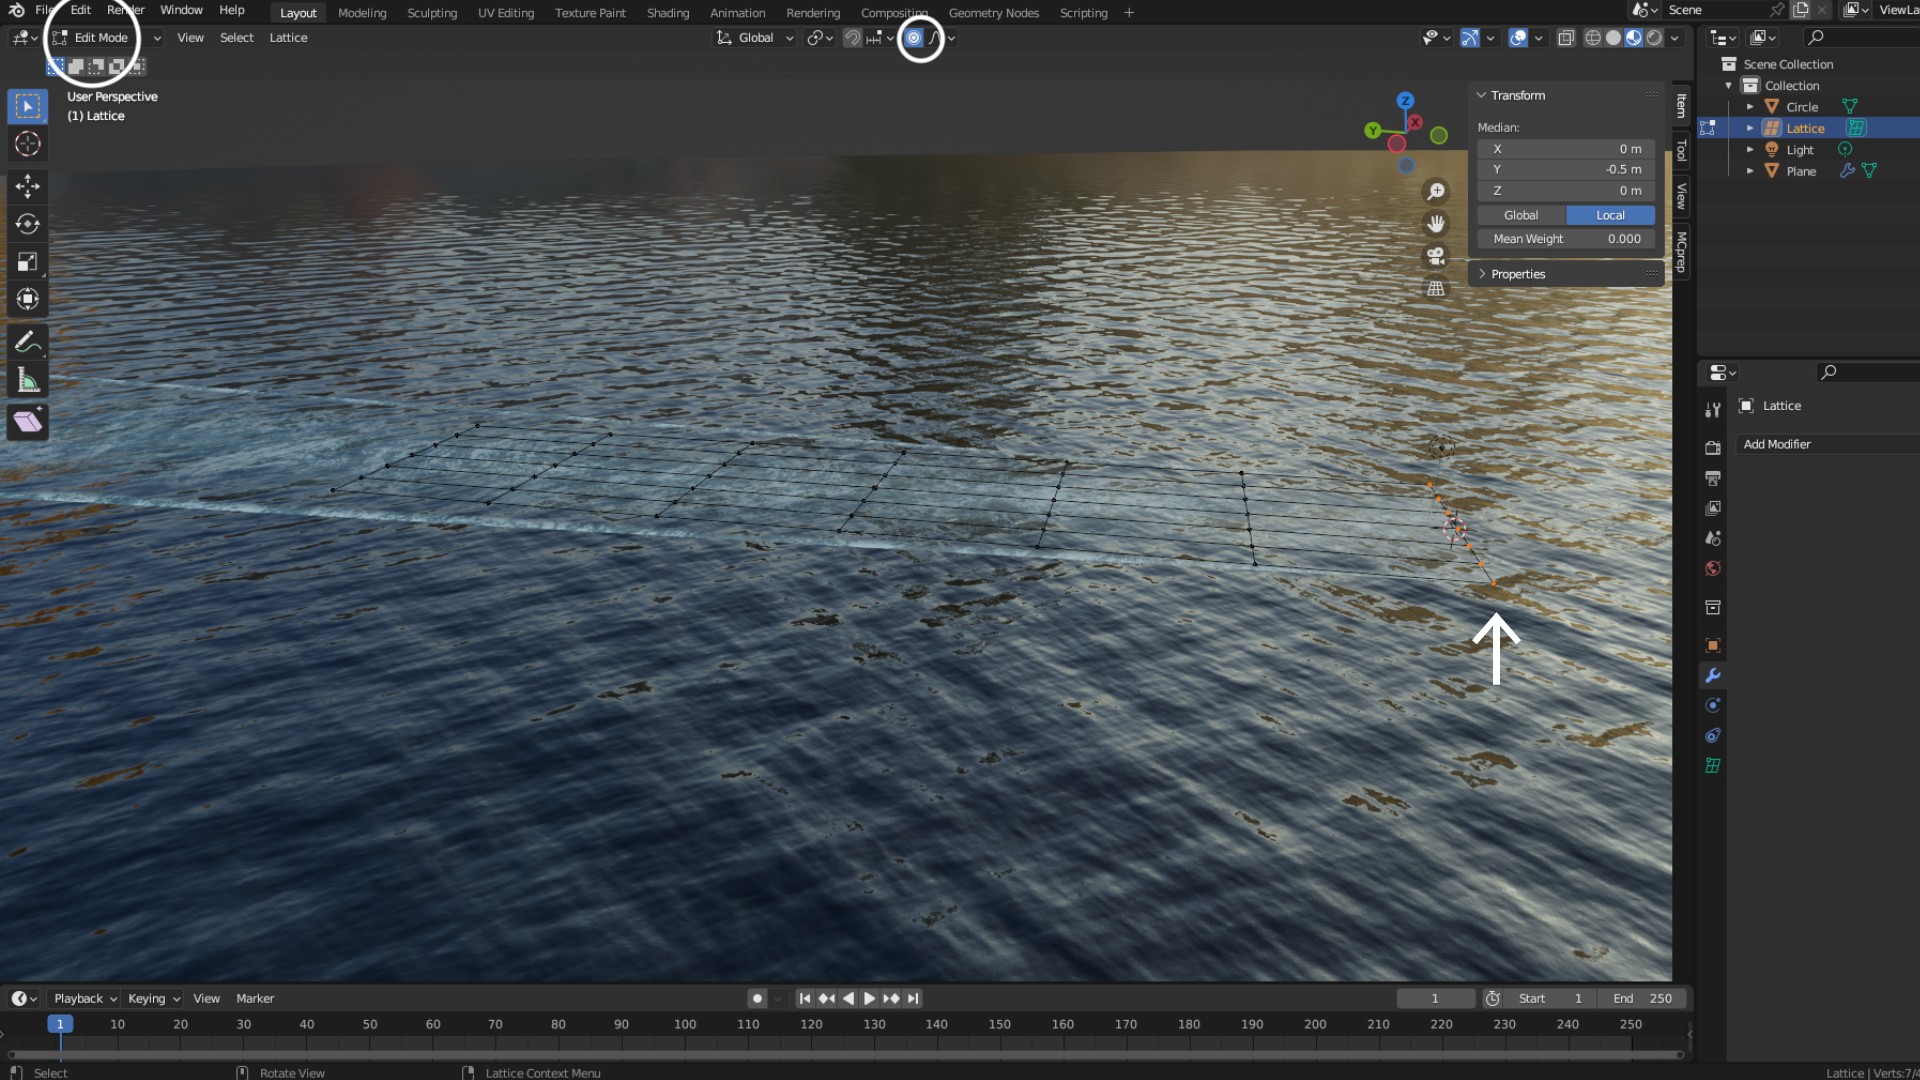 File Edit Render Window Help Layout Modeling Sculpting UV Editing Texture Paint Shading Animation Rendering Compositing Geometry Nodes Scripting + Scene
Edit Mode View Select Lattice Global
User Perspective
(1) Lattice
Z
Y
X
Transform
Median:
X 0 m
Y -0.5 m
Z 0 m
Global Local
Mean Weight 0.000
Properties
Item
Tool
View
MCprep
Scene Collection
Collection
Circle
Lattice
Light
Plane
Lattice
Add Modifier
Playback Keying View Marker 1 Start 1 End 250
1 10 20 30 40 50 60 70 80 90 100 110 120 130 140 150 160 170 180 190 200 210 220 230 240 250
Select Rotate View Lattice Context Menu Lattice | Verts:7/4